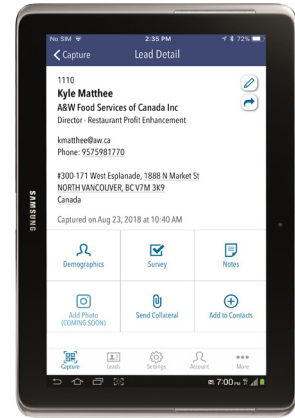 No SIM 2:35 PM 72%
Capture Lead Detail
1110
Kyle Matthee
A&W Food Services of Canada Inc
Director - Restaurant Profit Enhancement
kmatthee@aw.ca
Phone: 9575981770
#300-171 West Esplanade, 1888 N Market St
NORTH VANCOUVER, BC V7M 3K9
Canada
Captured on Aug 23, 2018 at 10:40 AM
Demographics Survey Notes
Add Photo
(COMING SOON) Send Collateral Add to Contacts
Capture Leads Settings Account More
7:00 PM
SAMSUNG